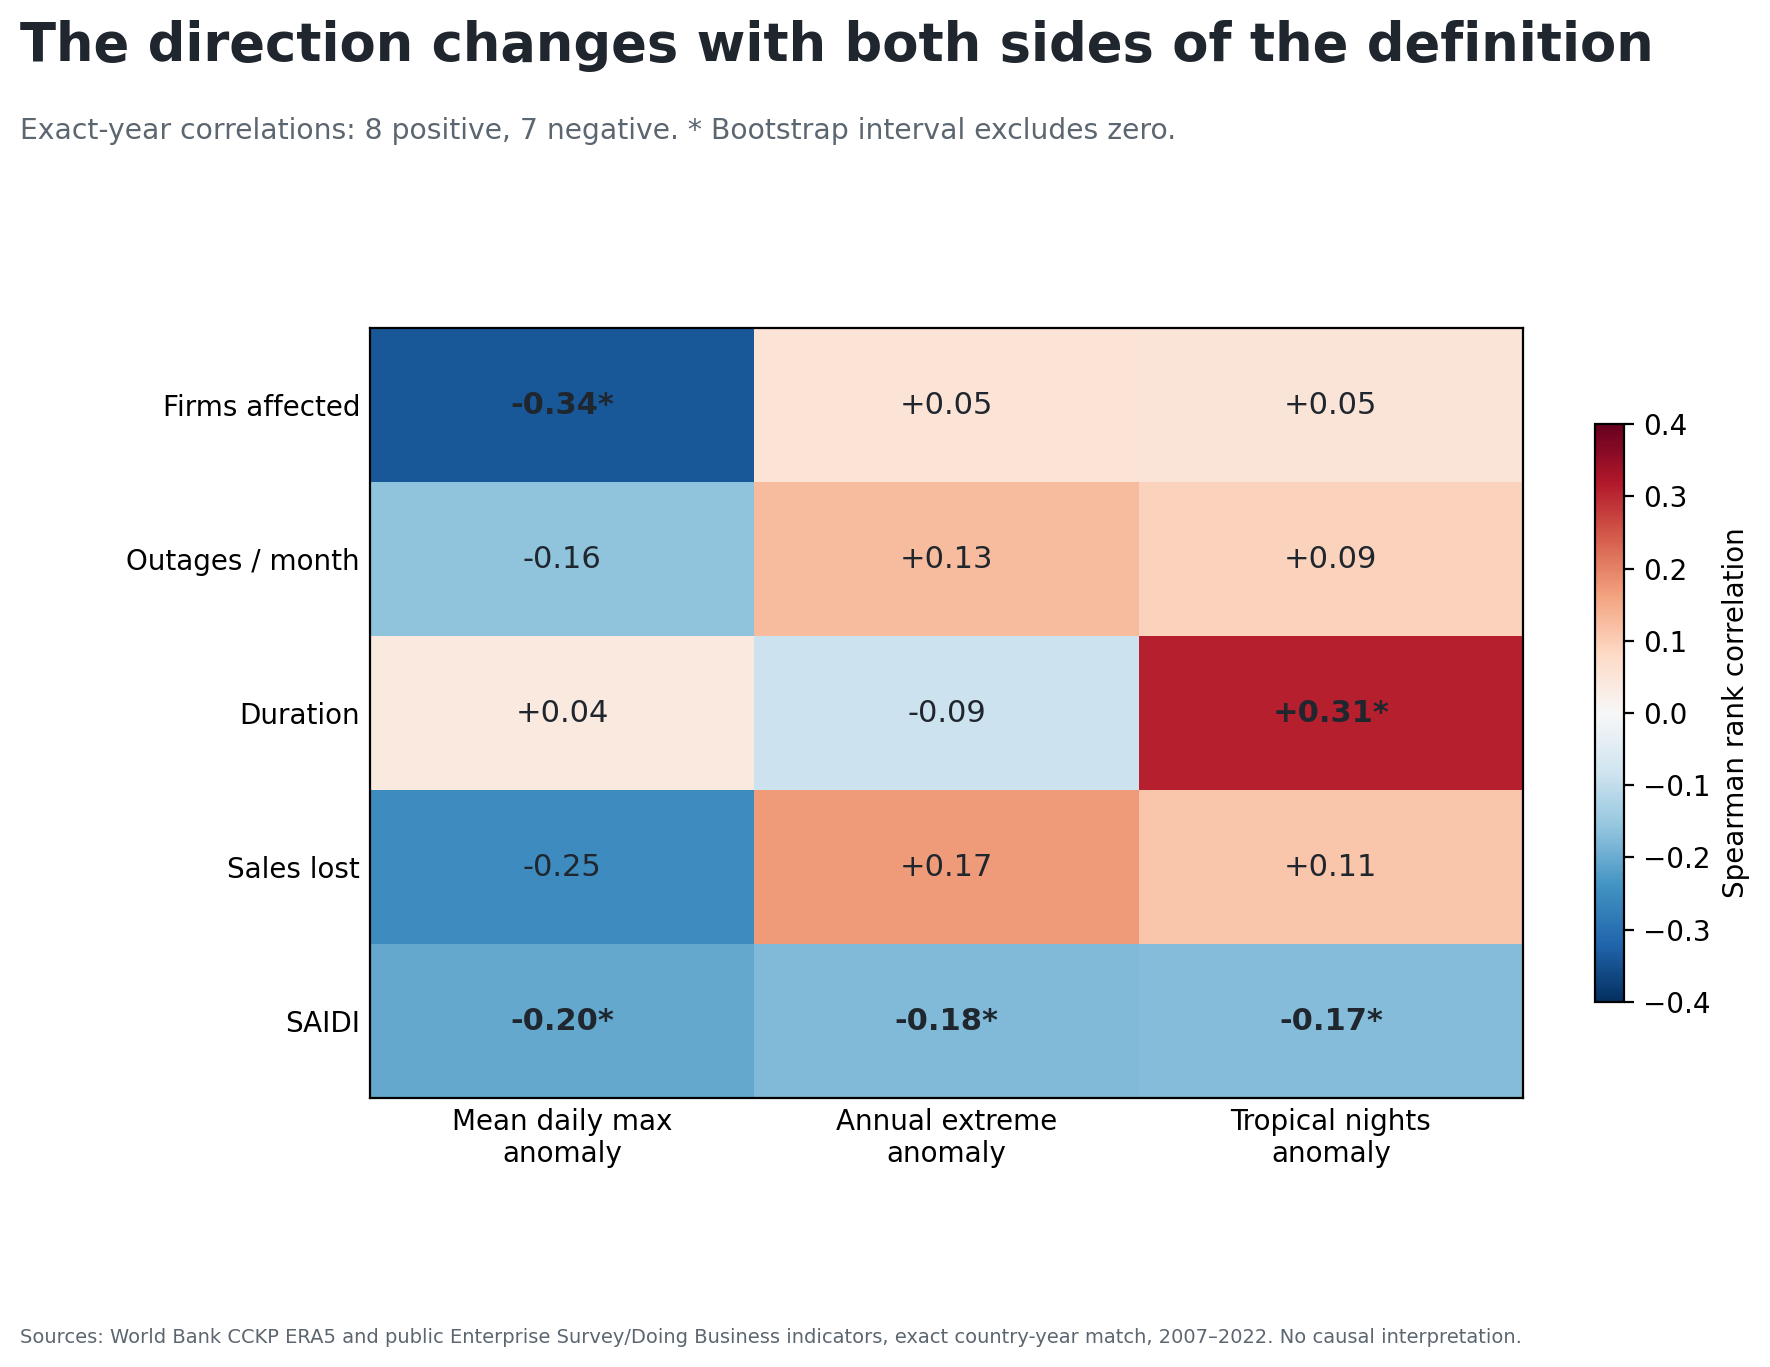 The direction changes with both sides of the definition
Exact-year correlations: 8 positive, 7 negative. * Bootstrap interval excludes zero.
Firms affected
-0.34*
+0.05
+0.05
Outages / month
-0.16
+0.13
+0.09
Duration
+0.04
-0.09
+0.31*
Sales lost
-0.25
+0.17
+0.11
SAIDI
-0.20*
-0.18*
-0.17*
Mean daily max
anomaly
Annual extreme
anomaly
Tropical nights
anomaly
0.4
0.3
0.2
0.1
0.0
−0.1
−0.2
−0.3
−0.4
Spearman rank correlation
Sources: World Bank CCKP ERA5 and public Enterprise Survey/Doing Business indicators, exact country-year match, 2007–2022. No causal interpretation.